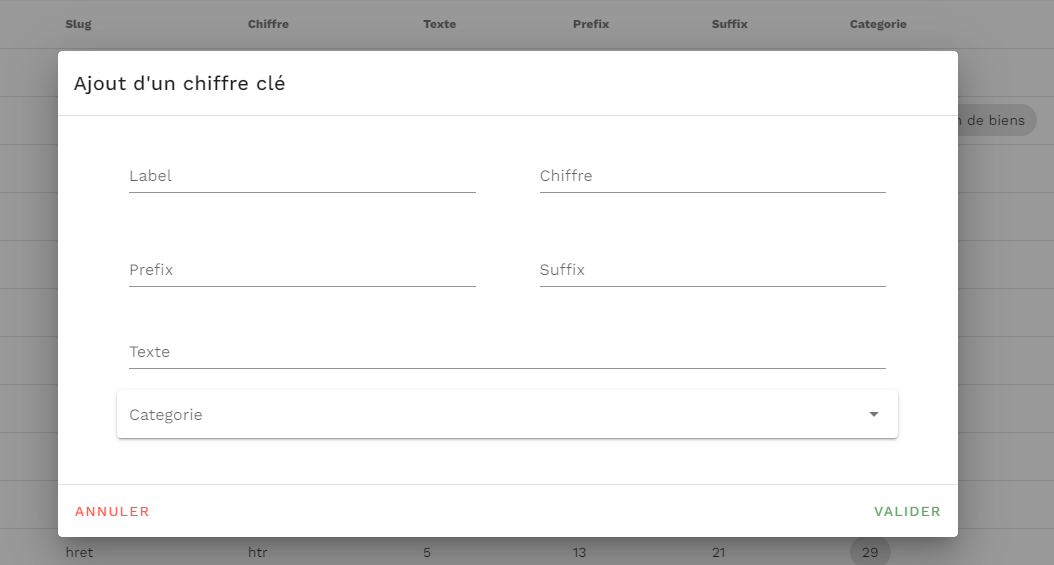 Slug Chiffre Texte Prefix Suffix Categorie
Ajout d'un chiffre clé
de biens
Label Chiffre
Prefix Suffix
Texte
Categorie
ANNULER VALIDER
hret htr 5 13 21 29